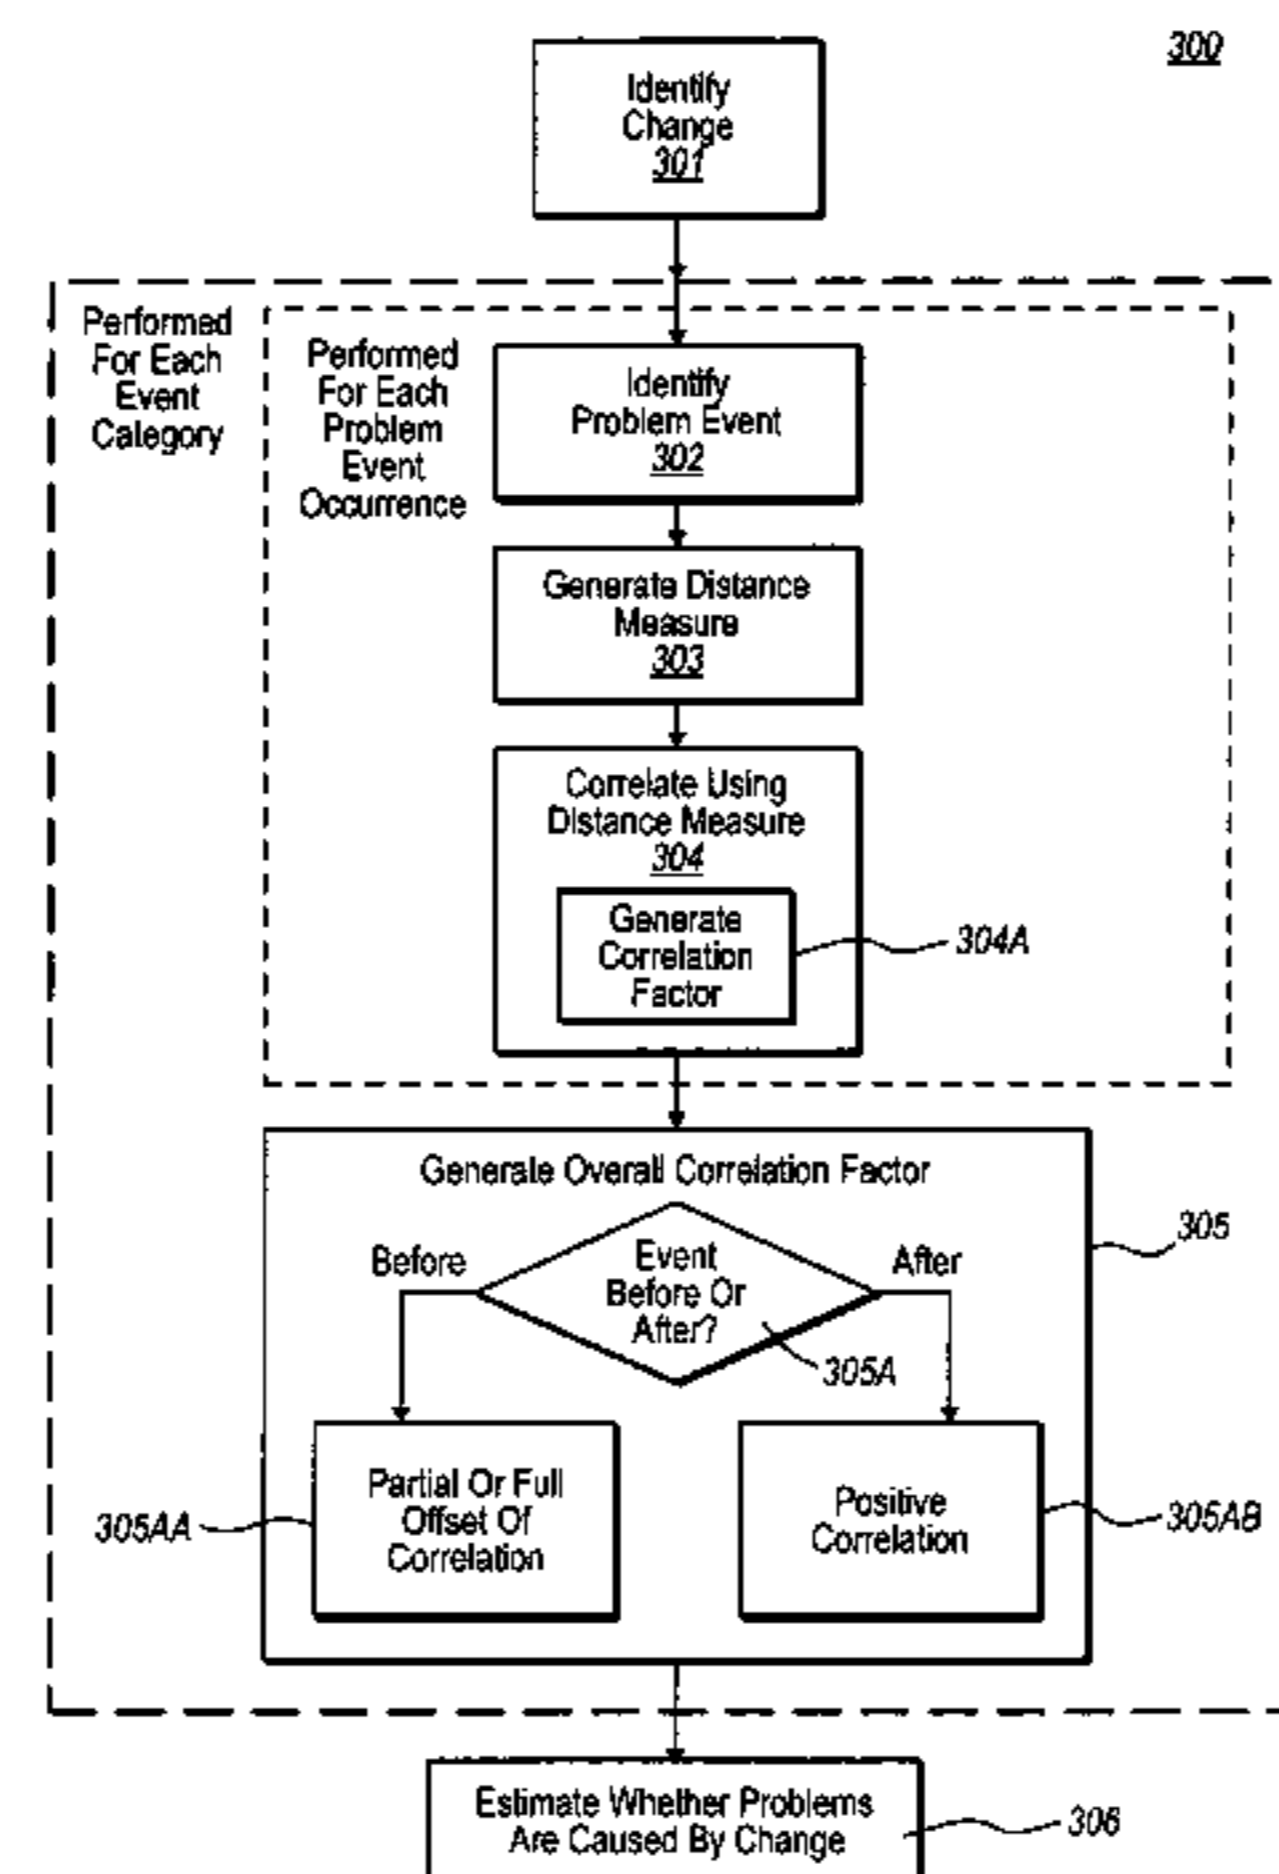 300
Identify
Change
301
Performed
For Each
Event
Category
Performed
For Each
Problem
Event
Occurrence
Identify
Problem Event
302
Generate Distance
Measure
303
Correlate Using
Distance Measure
304
Generate
Correlation
Factor
304A
Generate Overall Correlation Factor
305
Before
Event
Before Or
After?
After
305A
305AA
Partial Or Full
Offset Of
Correlation
Positive
Correlation
305AB
Estimate Whether Problems
Are Caused By Change
306